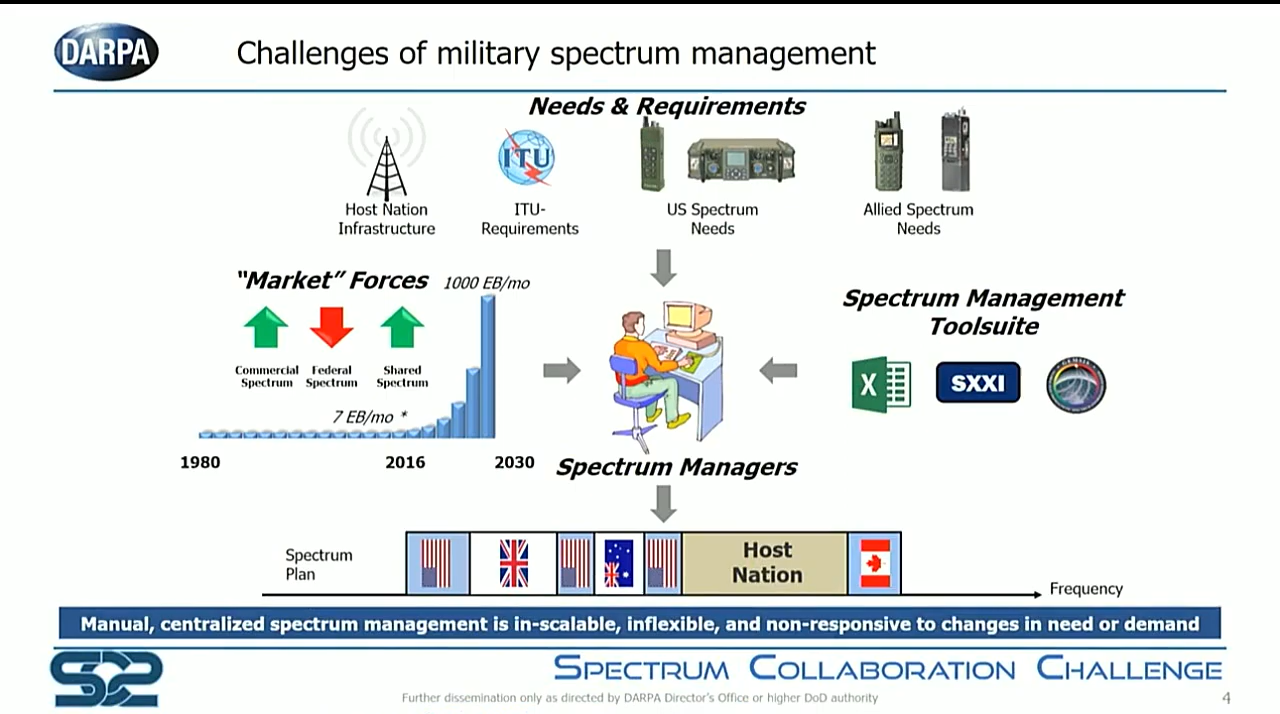 DARPA
Challenges of military spectrum management
Needs & Requirements
ITU
Host Nation
Infrastructure
ITU-
Requirements
US Spectrum
Needs
Allied Spectrum
Needs
“Market” Forces
1000 EB/mo
Commercial
Spectrum
Federal
Spectrum
Shared
Spectrum
7 EB/mo *
1980
2016
2030
Spectrum Management
Toolsuite
X
SXXI
Spectrum Managers
Spectrum
Plan
Host
Nation
Frequency
Manual, centralized spectrum management is in-scalable, inflexible, and non-responsive to changes in need or demand
SC2
SPECTRUM COLLABORATION CHALLENGE
Further dissemination only as directed by DARPA Director’s Office or higher DoD authority
4